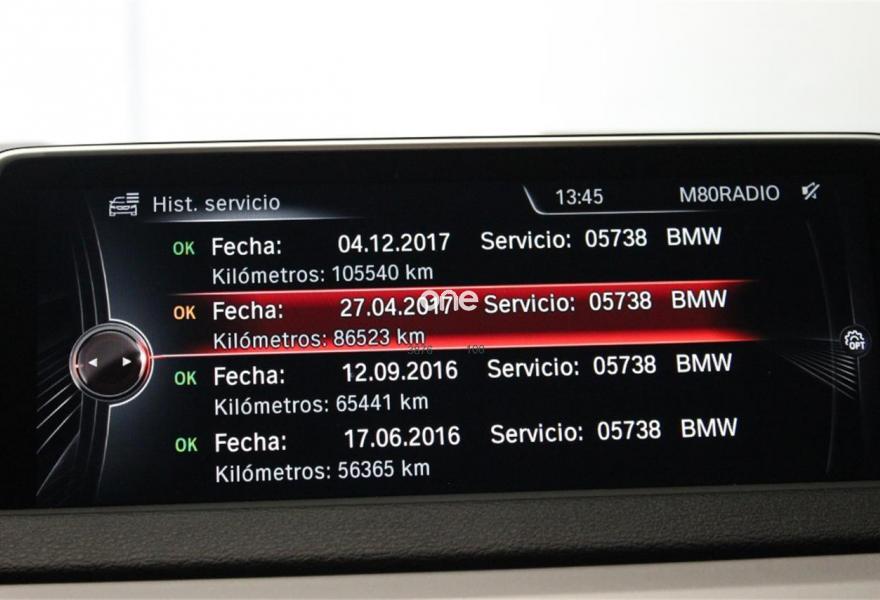 Hist. servicio 13:45 M80RADIO
OK Fecha: 04.12.2017 Servicio: 05738 BMW
Kilómetros: 105540 km
OK Fecha: 27.04.2017 Servicio: 05738 BMW
one
Kilómetros: 86523 km
OPT
OK Fecha: 12.09.2016 Servicio: 05738 BMW
Kilómetros: 65441 km
OK Fecha: 17.06.2016 Servicio: 05738 BMW
Kilómetros: 56365 km